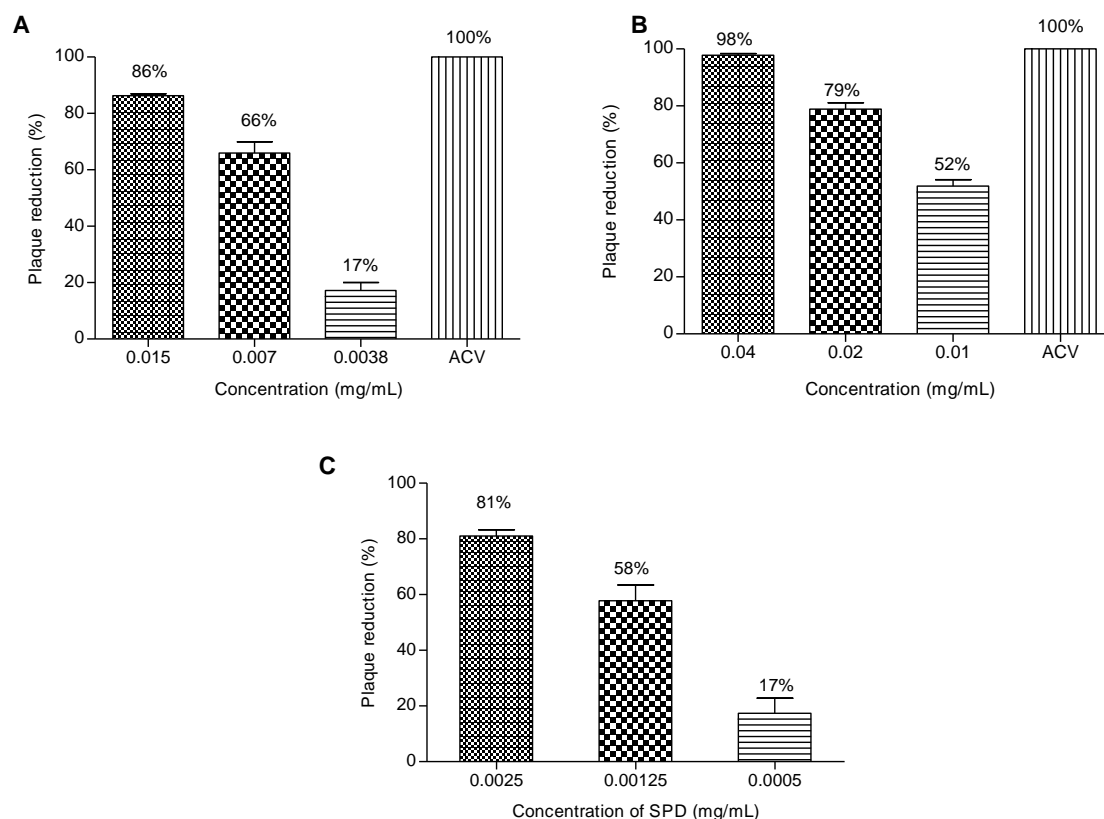 A
100%
100
86%
80
66%
60
40
17%
20
0
0.015 0.007 0.0038 ACV
Plaque reduction (%)
Concentration (mg/mL)
B
100%
98%
100
79%
80
60
52%
40
20
0
0.04 0.02 0.01 ACV
Plaque reduction (%)
Concentration (mg/mL)
C
100
81%
80
58%
60
40
17%
20
0
0.0025 0.00125 0.0005
Plaque reduction (%)
Concentration of SPD (mg/mL)